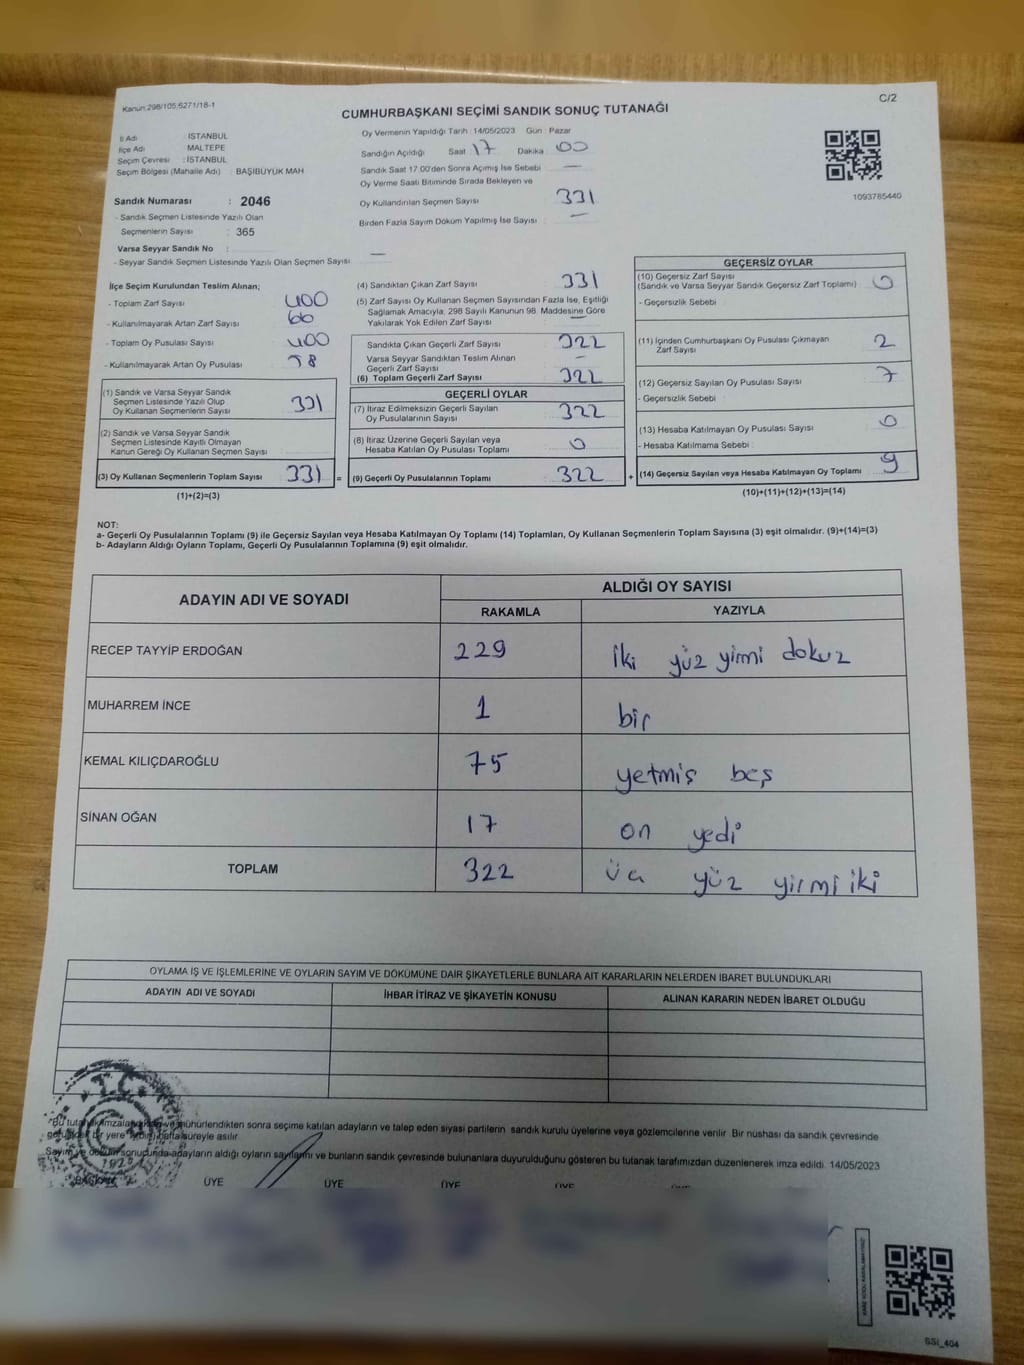 Kanun:298/105,6271/18-1
C/2
CUMHURBAŞKANI SEÇİMİ SANDIK SONUÇ TUTANAĞI
İl Adı : İSTANBUL
İlçe Adı MALTEPE
Seçim Çevresi : İSTANBUL
Seçim Bölgesi (Mahalle Adı) : BAŞIBÜYÜK MAH
Sandık Numarası : 2046
- Sandık Seçmen Listesinde Yazılı Olan
Seçmenlerin Sayısı : 365
Varsa Seyyar Sandık No :
- Seyyar Sandık Seçmen Listesinde Yazılı Olan Seçmen Sayısı : —
Oy Vermenin Yapıldığı Tarih : 14/05/2023 Gün : Pazar
Sandığın Açıldığı Saat 17 Dakika : 00
Sandık Saat 17.00'den Sonra Açılmış İse Sebebi : —
Oy Verme Saati Bitiminde Sırada Bekleyen ve
Oy Kullandırılan Seçmen Sayısı 331
Birden Fazla Sayım Döküm Yapılmış İse Sayısı : —
1093785440
İlçe Seçim Kurulundan Teslim Alınan;
- Toplam Zarf Sayısı 400
- Kullanılmayarak Artan Zarf Sayısı 66
- Toplam Oy Pusulası Sayısı 400
- Kullanılmayarak Artan Oy Pusulası
(1) Sandık ve Varsa Seyyar Sandık
Seçmen Listesinde Yazılı Olup
Oy Kullanan Seçmenlerin Sayısı 331
(2) Sandık ve Varsa Seyyar Sandık
Seçmen Listesinde Kayıtlı Olmayan
Kanun Gereği Oy Kullanan Seçmen Sayısı :
(3) Oy Kullanan Seçmenlerin Toplam Sayısı 331 =
(1)+(2)=(3)
(4) Sandıktan Çıkan Zarf Sayısı 331
(5) Zarf Sayısı Oy Kullanan Seçmen Sayısından Fazla İse, Eşitliği
Sağlamak Amacıyla, 298 Sayılı Kanunun 98. Maddesine Göre
Yakılarak Yok Edilen Zarf Sayısı —
Sandıkta Çıkan Geçerli Zarf Sayısı 322
Varsa Seyyar Sandıktan Teslim Alınan
Geçerli Zarf Sayısı —
(6) Toplam Geçerli Zarf Sayısı 322
GEÇERLİ OYLAR
(7) İtiraz Edilmeksizin Geçerli Sayılan
Oy Pusulalarının Sayısı 322
(8) İtiraz Üzerine Geçerli Sayılan veya
Hesaba Katılan Oy Pusulası Toplamı 0
(9) Geçerli Oy Pusulalarının Toplamı 322 +
GEÇERSİZ OYLAR
(10) Geçersiz Zarf Sayısı
(Sandık ve Varsa Seyyar Sandık Geçersiz Zarf Toplamı) 0
- Geçersizlik Sebebi :
(11) İçinden Cumhurbaşkanı Oy Pusulası Çıkmayan
Zarf Sayısı 2
(12) Geçersiz Sayılan Oy Pusulası Sayısı 7
- Geçersizlik Sebebi :
(13) Hesaba Katılmayan Oy Pusulası Sayısı 0
- Hesaba Katılmama Sebebi :
(14) Geçersiz Sayılan veya Hesaba Katılmayan Oy Toplamı 9
(10)+(11)+(12)+(13)=(14)
NOT:
a- Geçerli Oy Pusulalarının Toplamı (9) ile Geçersiz Sayılan veya Hesaba Katılmayan Oy Toplamı (14) Toplamları, Oy Kullanan Seçmenlerin Toplam Sayısına (3) eşit olmalıdır. (9)+(14)=(3)
b- Adayların Aldığı Oyların Toplamı, Geçerli Oy Pusulalarının Toplamına (9) eşit olmalıdır.
ADAYIN ADI VE SOYADI ALDIĞI OY SAYISI
RAKAMLA YAZIYLA
RECEP TAYYİP ERDOĞAN 229 iki yüz yirmi dokuz
MUHARREM İNCE 1 bir
KEMAL KILIÇDAROĞLU 75 yetmiş beş
SİNAN OĞAN 17 on yedi
TOPLAM 322 üç yüz yirmi iki
OYLAMA İŞ VE İŞLEMLERİNE VE OYLARIN SAYIM VE DÖKÜMÜNE DAİR ŞİKAYETLERLE BUNLARA AİT KARARLARIN NELERDEN İBARET BULUNDUKLARI
ADAYIN ADI VE SOYADI İHBAR İTİRAZ VE ŞİKAYETİN KONUSU ALINAN KARARIN NEDEN İBARET OLDUĞU
T.C.
1923
mühürlendikten sonra seçime katılan adayların ve talep eden siyasi partilerin sandık kurulu üyelerine veya gözlemcilerine verilir. Bir nüshası da sandık çevresinde
bir yere süreyle asılır.
adayların aldığı oyların sayılarını ve bunların sandık çevresinde bulunanlara duyurulduğunu gösteren bu tutanak tarafımızdan düzenlenerek imza edildi. 14/05/2023
BAŞKAN ÜYE ÜYE ÜYE ÜYE
SSI_404